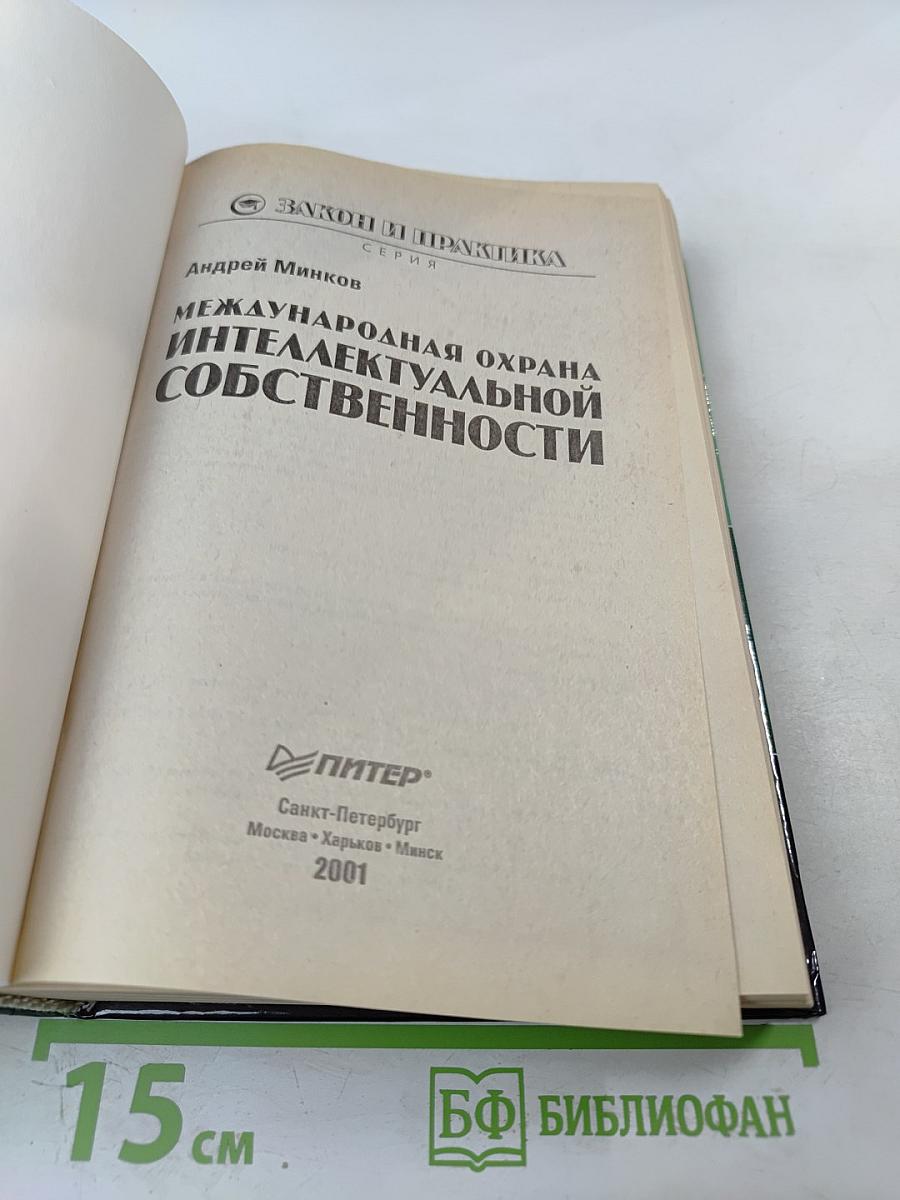 ЗАКОН И ПРАКТИКА
СЕРИЯ
Андрей Минков
МЕЖДУНАРОДНАЯ ОХРАНА
ИНТЕЛЛЕКТУАЛЬНОЙ
СОБСТВЕННОСТИ
ПИТЕР®
Санкт-Петербург
Москва • Харьков • Минск
2001
15 см
БФ БИБЛИОФАН